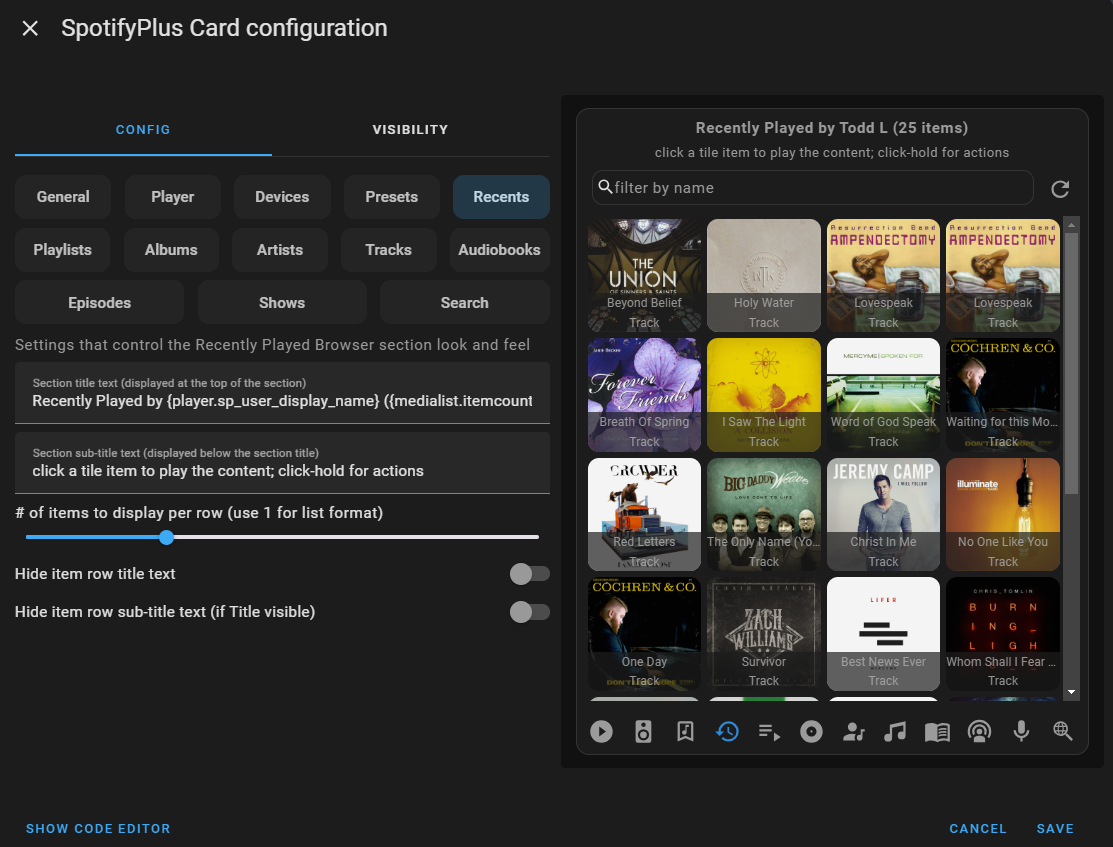 SpotifyPlus Card configuration
CONFIG
VISIBILITY
General
Player
Devices
Presets
Recents
Playlists
Albums
Artists
Tracks
Audiobooks
Episodes
Shows
Search
Settings that control the Recently Played Browser section look and feel
Section title text (displayed at the top of the section)
Recently Played by {player.sp_user_display_name} ({medialist.itemcount
Section sub-title text (displayed below the section title)
click a tile item to play the content; click-hold for actions
# of items to display per row (use 1 for list format)
Hide item row title text
Hide item row sub-title text (if Title visible)
Recently Played by Todd L (25 items)
click a tile item to play the content; click-hold for actions
filter by name
THE
UNION
OF SINNERS & SAINTS
Beyond Belief
Track
Holy Water
Track
Resurrection Band
AMPENDECTOMY
Lovespeak
Track
Resurrection Band
AMPENDECTOMY
Lovespeak
Track
Forever
Friends
Breath Of Spring
Track
I Saw The Light
Track
MERCYME | SPOKEN FOR
Word of God Speak
Track
COCHREN & CO.
Waiting for this Mo...
Track
CROWDER
Red Letters
Track
BIG DADDY Weave
LOVE COME TO LIFE
The Only Name (Yo...
Track
JEREMY CAMP
I WILL FOLLOW
Christ In Me
Track
illuminate
No One Like You
Track
COCHREN & CO.
One Day
Track
ZACH
WILLIAMS
Survivor
Track
LIFER
Best News Ever
Track
CHRIS_TOMLIN
BURN
ING_
LIGH
Whom Shall I Fear ...
Track
SHOW CODE EDITOR
CANCEL
SAVE